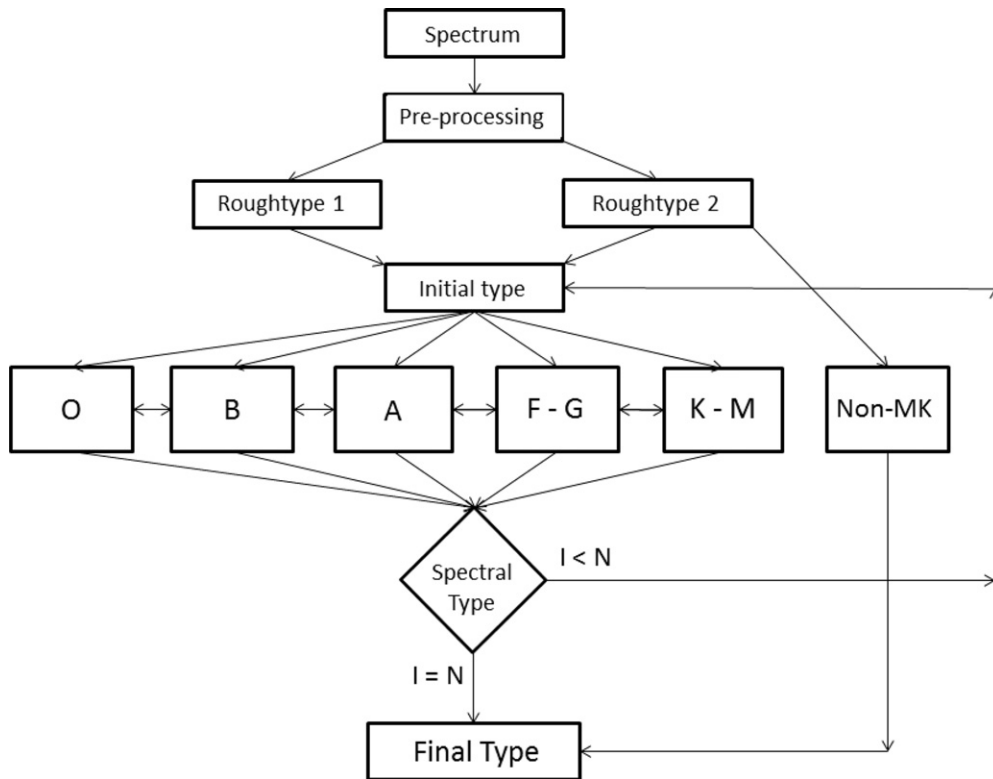 Spectrum
Pre-processing
Roughtype 1
Roughtype 2
Initial type
O
B
A
F - G
K - M
Non-MK
Spectral
Type
I < N
I = N
Final Type